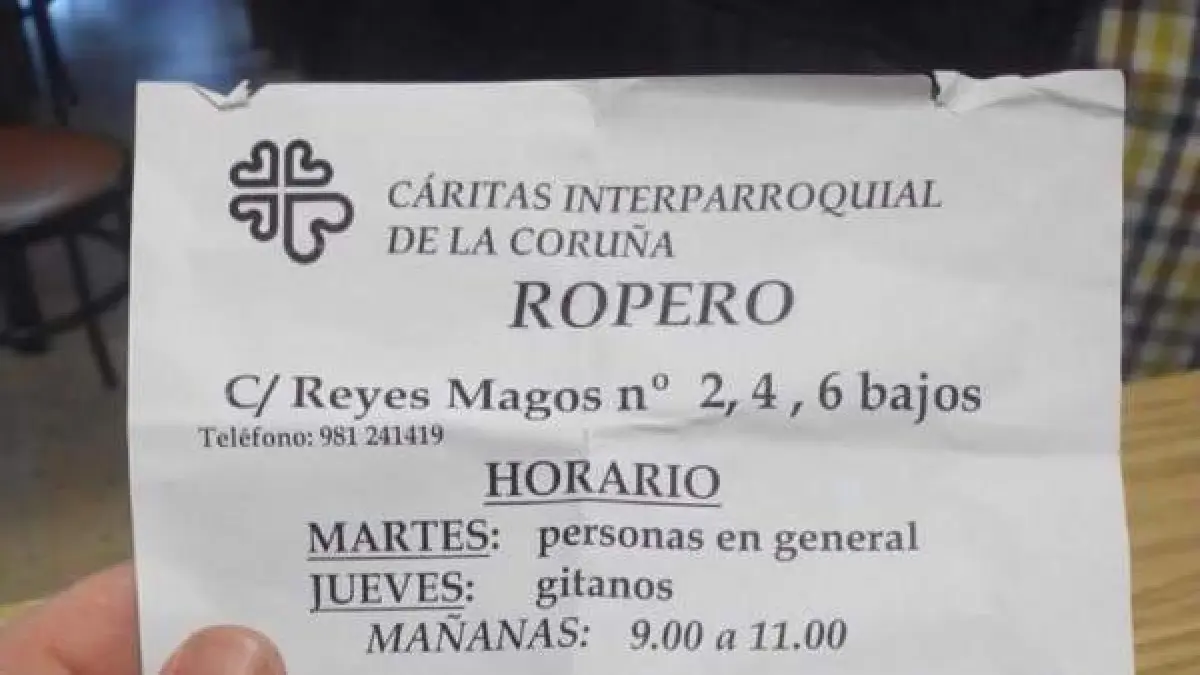 CÁRITAS INTERPARROQUIAL
DE LA CORUÑA
ROPERO
C/ Reyes Magos nº 2, 4 , 6 bajos
Teléfono: 981 241419
HORARIO
MARTES: personas en general
JUEVES: gitanos
MAÑANAS: 9.00 a 11.00